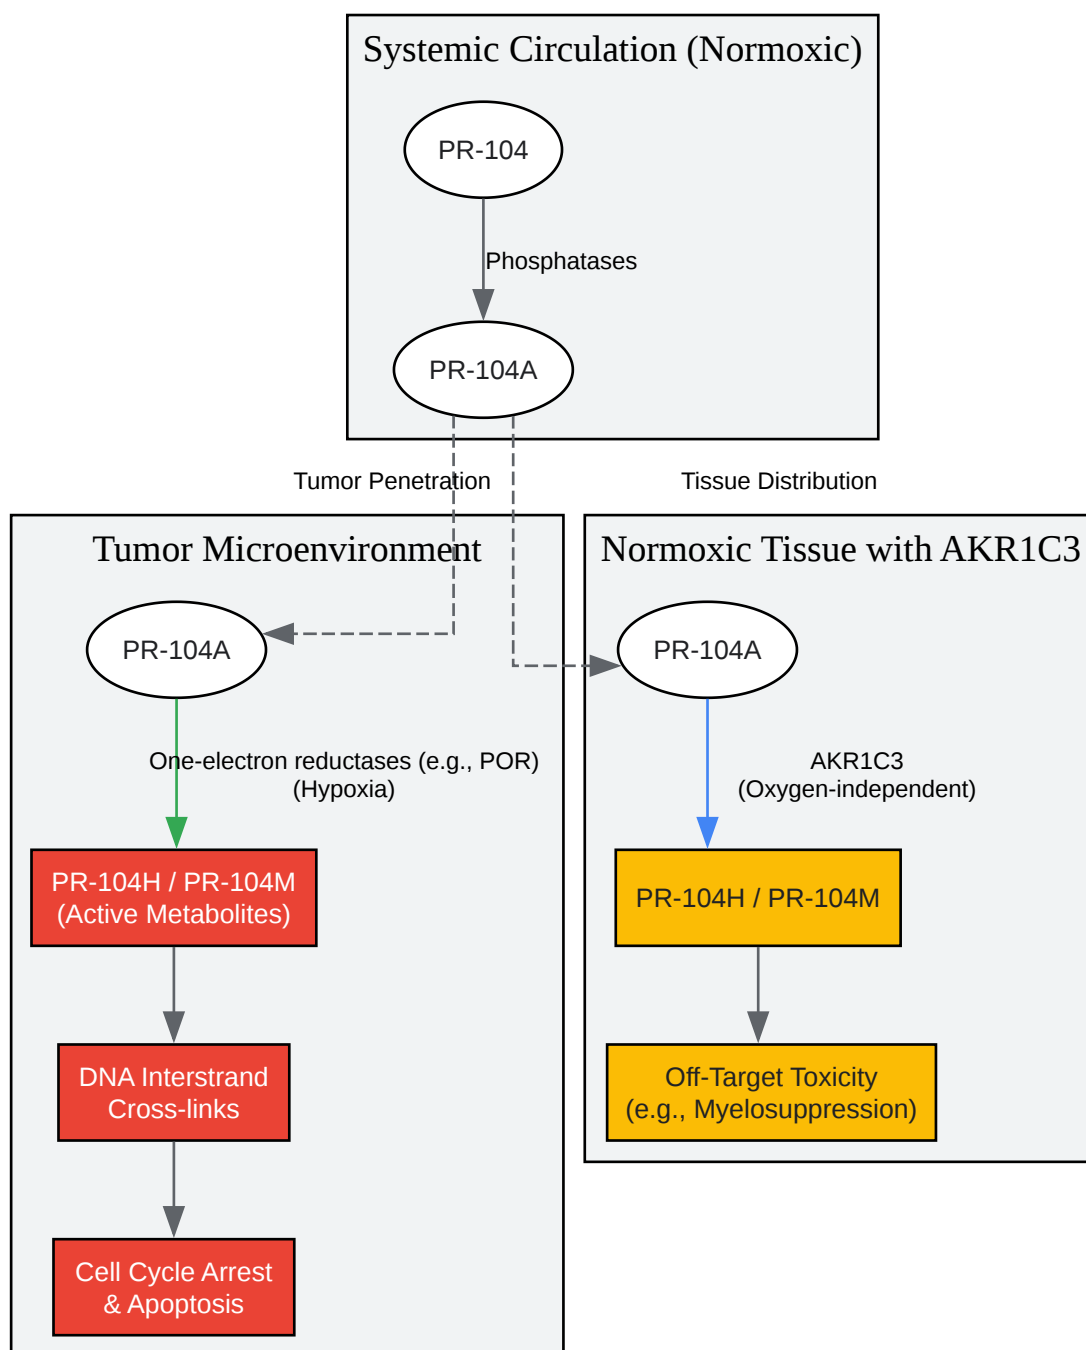 Systemic Circulation (Normoxic)
PR-104
Phosphatases
PR-104A
Tumor Penetration
Tissue Distribution
Tumor Microenvironment
PR-104A
One-electron reductases (e.g., POR)
(Hypoxia)
PR-104H / PR-104M
(Active Metabolites)
DNA Interstrand
Cross-links
Cell Cycle Arrest
& Apoptosis
Normoxic Tissue with AKR1C3
PR-104A
AKR1C3
(Oxygen-independent)
PR-104H / PR-104M
Off-Target Toxicity
(e.g., Myelosuppression)